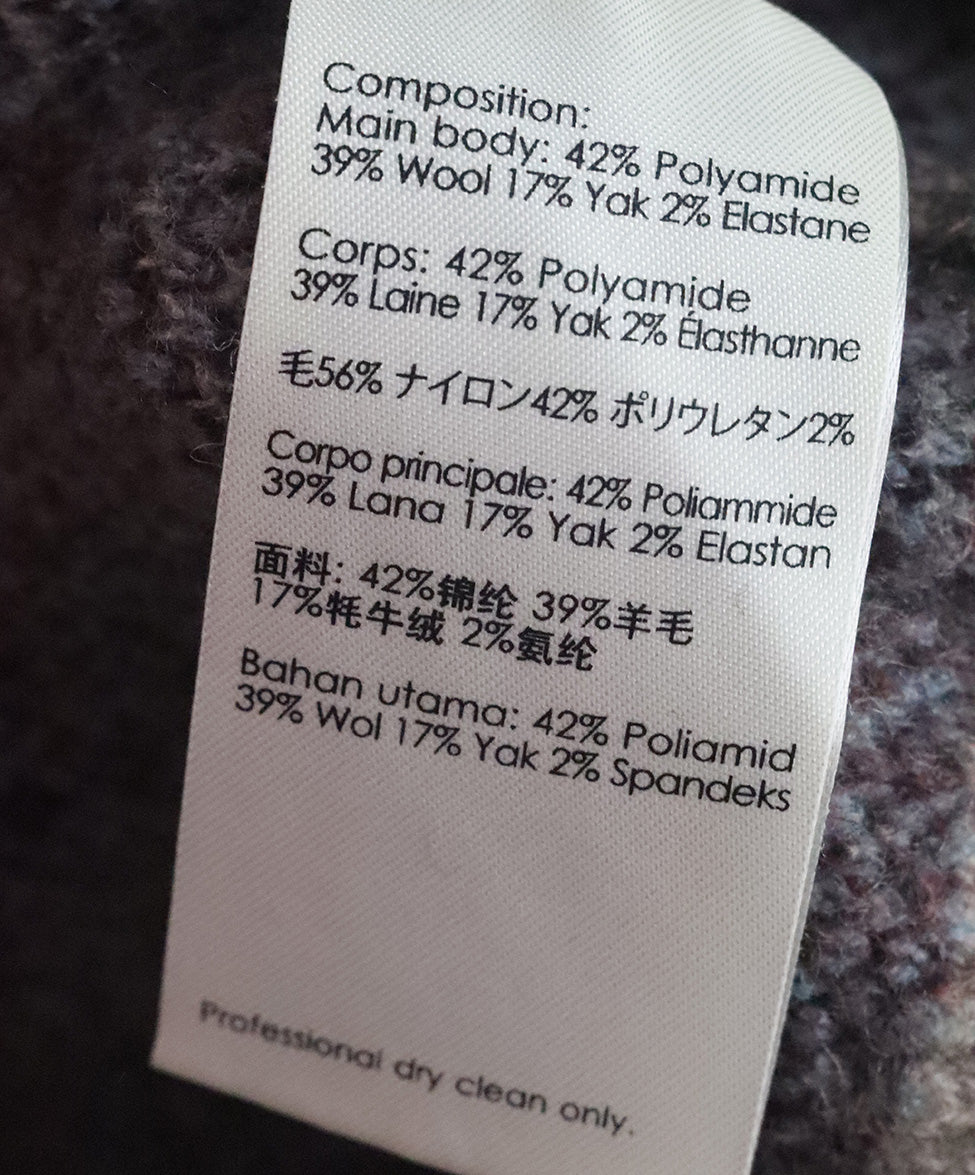 Composition:
Main body: 42% Polyamide
39% Wool 17% Yak 2% Elastane
Corps: 42% Polyamide
39% Laine 17% Yak 2% Élasthanne
毛56% ナイロン42% ポリウレタン2%
Corpo principale: 42% Poliammide
39% Lana 17% Yak 2% Elastan
面料: 42%锦纶 39%羊毛
17%牦牛绒 2%氨纶
Bahan utama: 42% Poliamid
39% Wol 17% Yak 2% Spandeks
Professional dry clean only.